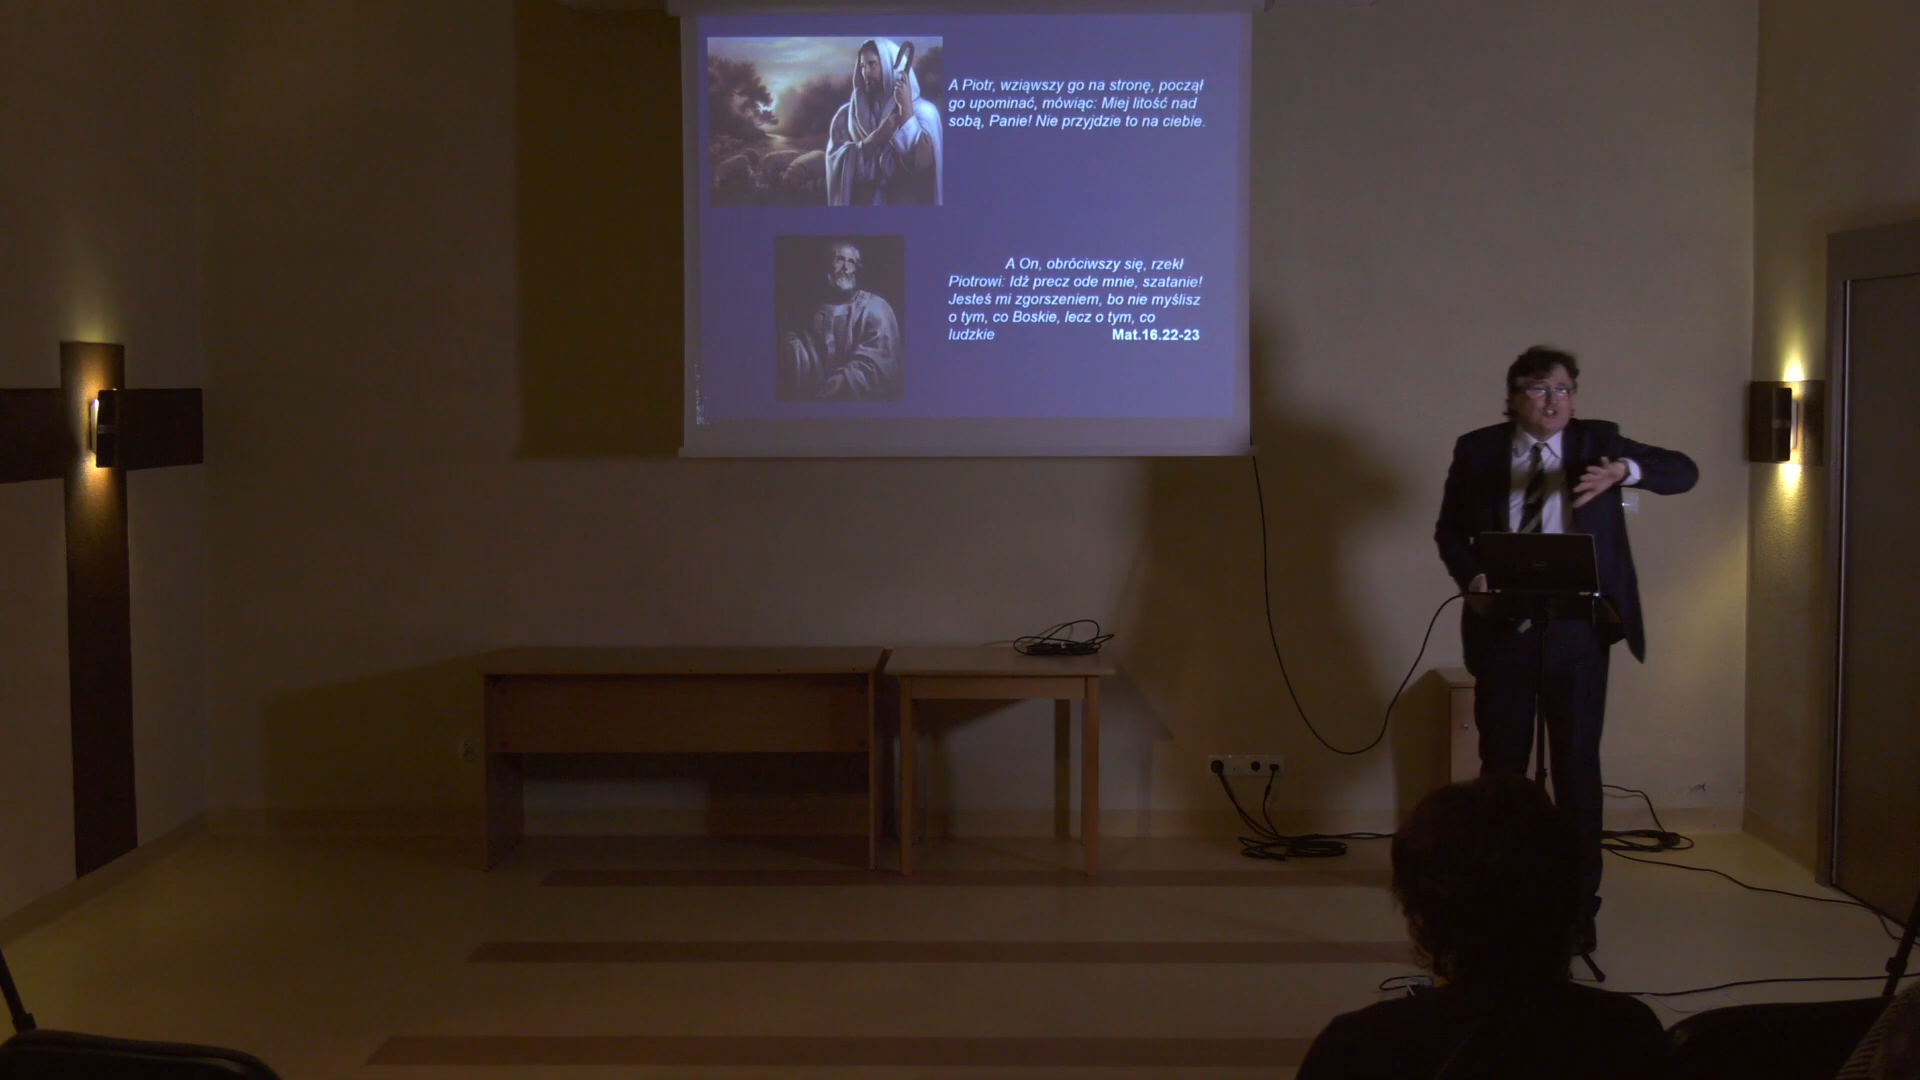 A Piotr, wziąwszy go na stronę, począł
go upominać, mówiąc: Miej litość nad
sobą, Panie! Nie przyjdzie to na ciebie.
A On, obróciwszy się, rzekł
Piotrowi: Idź precz ode mnie, szatanie!
Jesteś mi zgorszeniem, bo nie myślisz
o tym, co Boskie, lecz o tym, co
ludzkie Mat.16.22-23